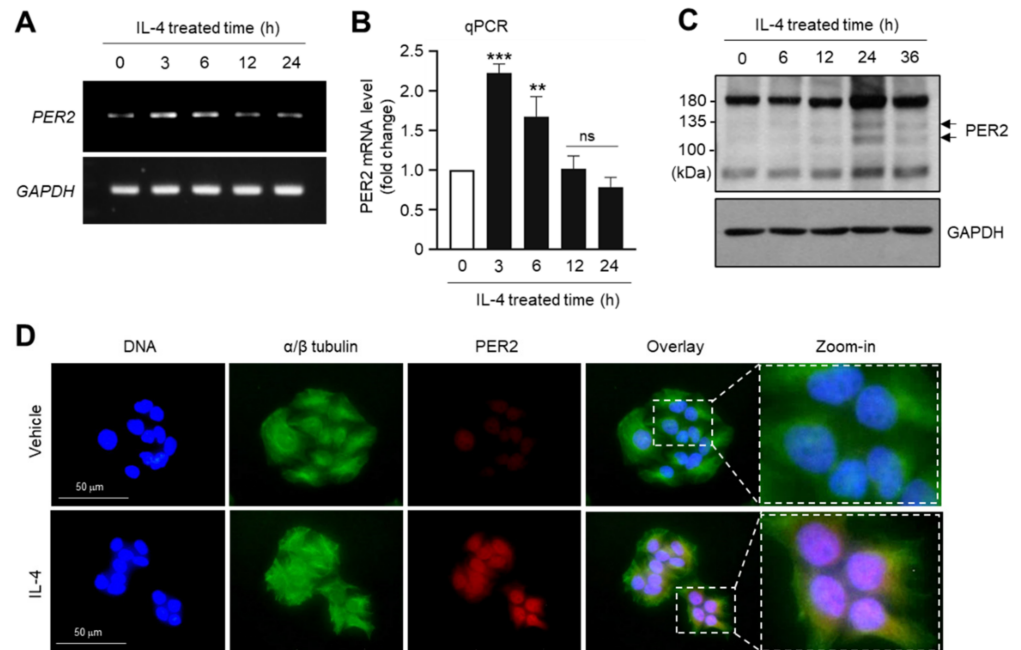 A
IL-4 treated time (h)
0 3 6 12 24
PER2
GAPDH
B
qPCR
PER2 mRNA level
(fold change)
2.5
2.0
1.5
1.0
0.5
0
***
**
ns
0 3 6 12 24
IL-4 treated time (h)
C
IL-4 treated time (h)
0 6 12 24 36
180
135
100
(kDa)
PER2
GAPDH
D
DNA α/β tubulin PER2 Overlay Zoom-in
Vehicle
50 μm
IL-4
50 μm